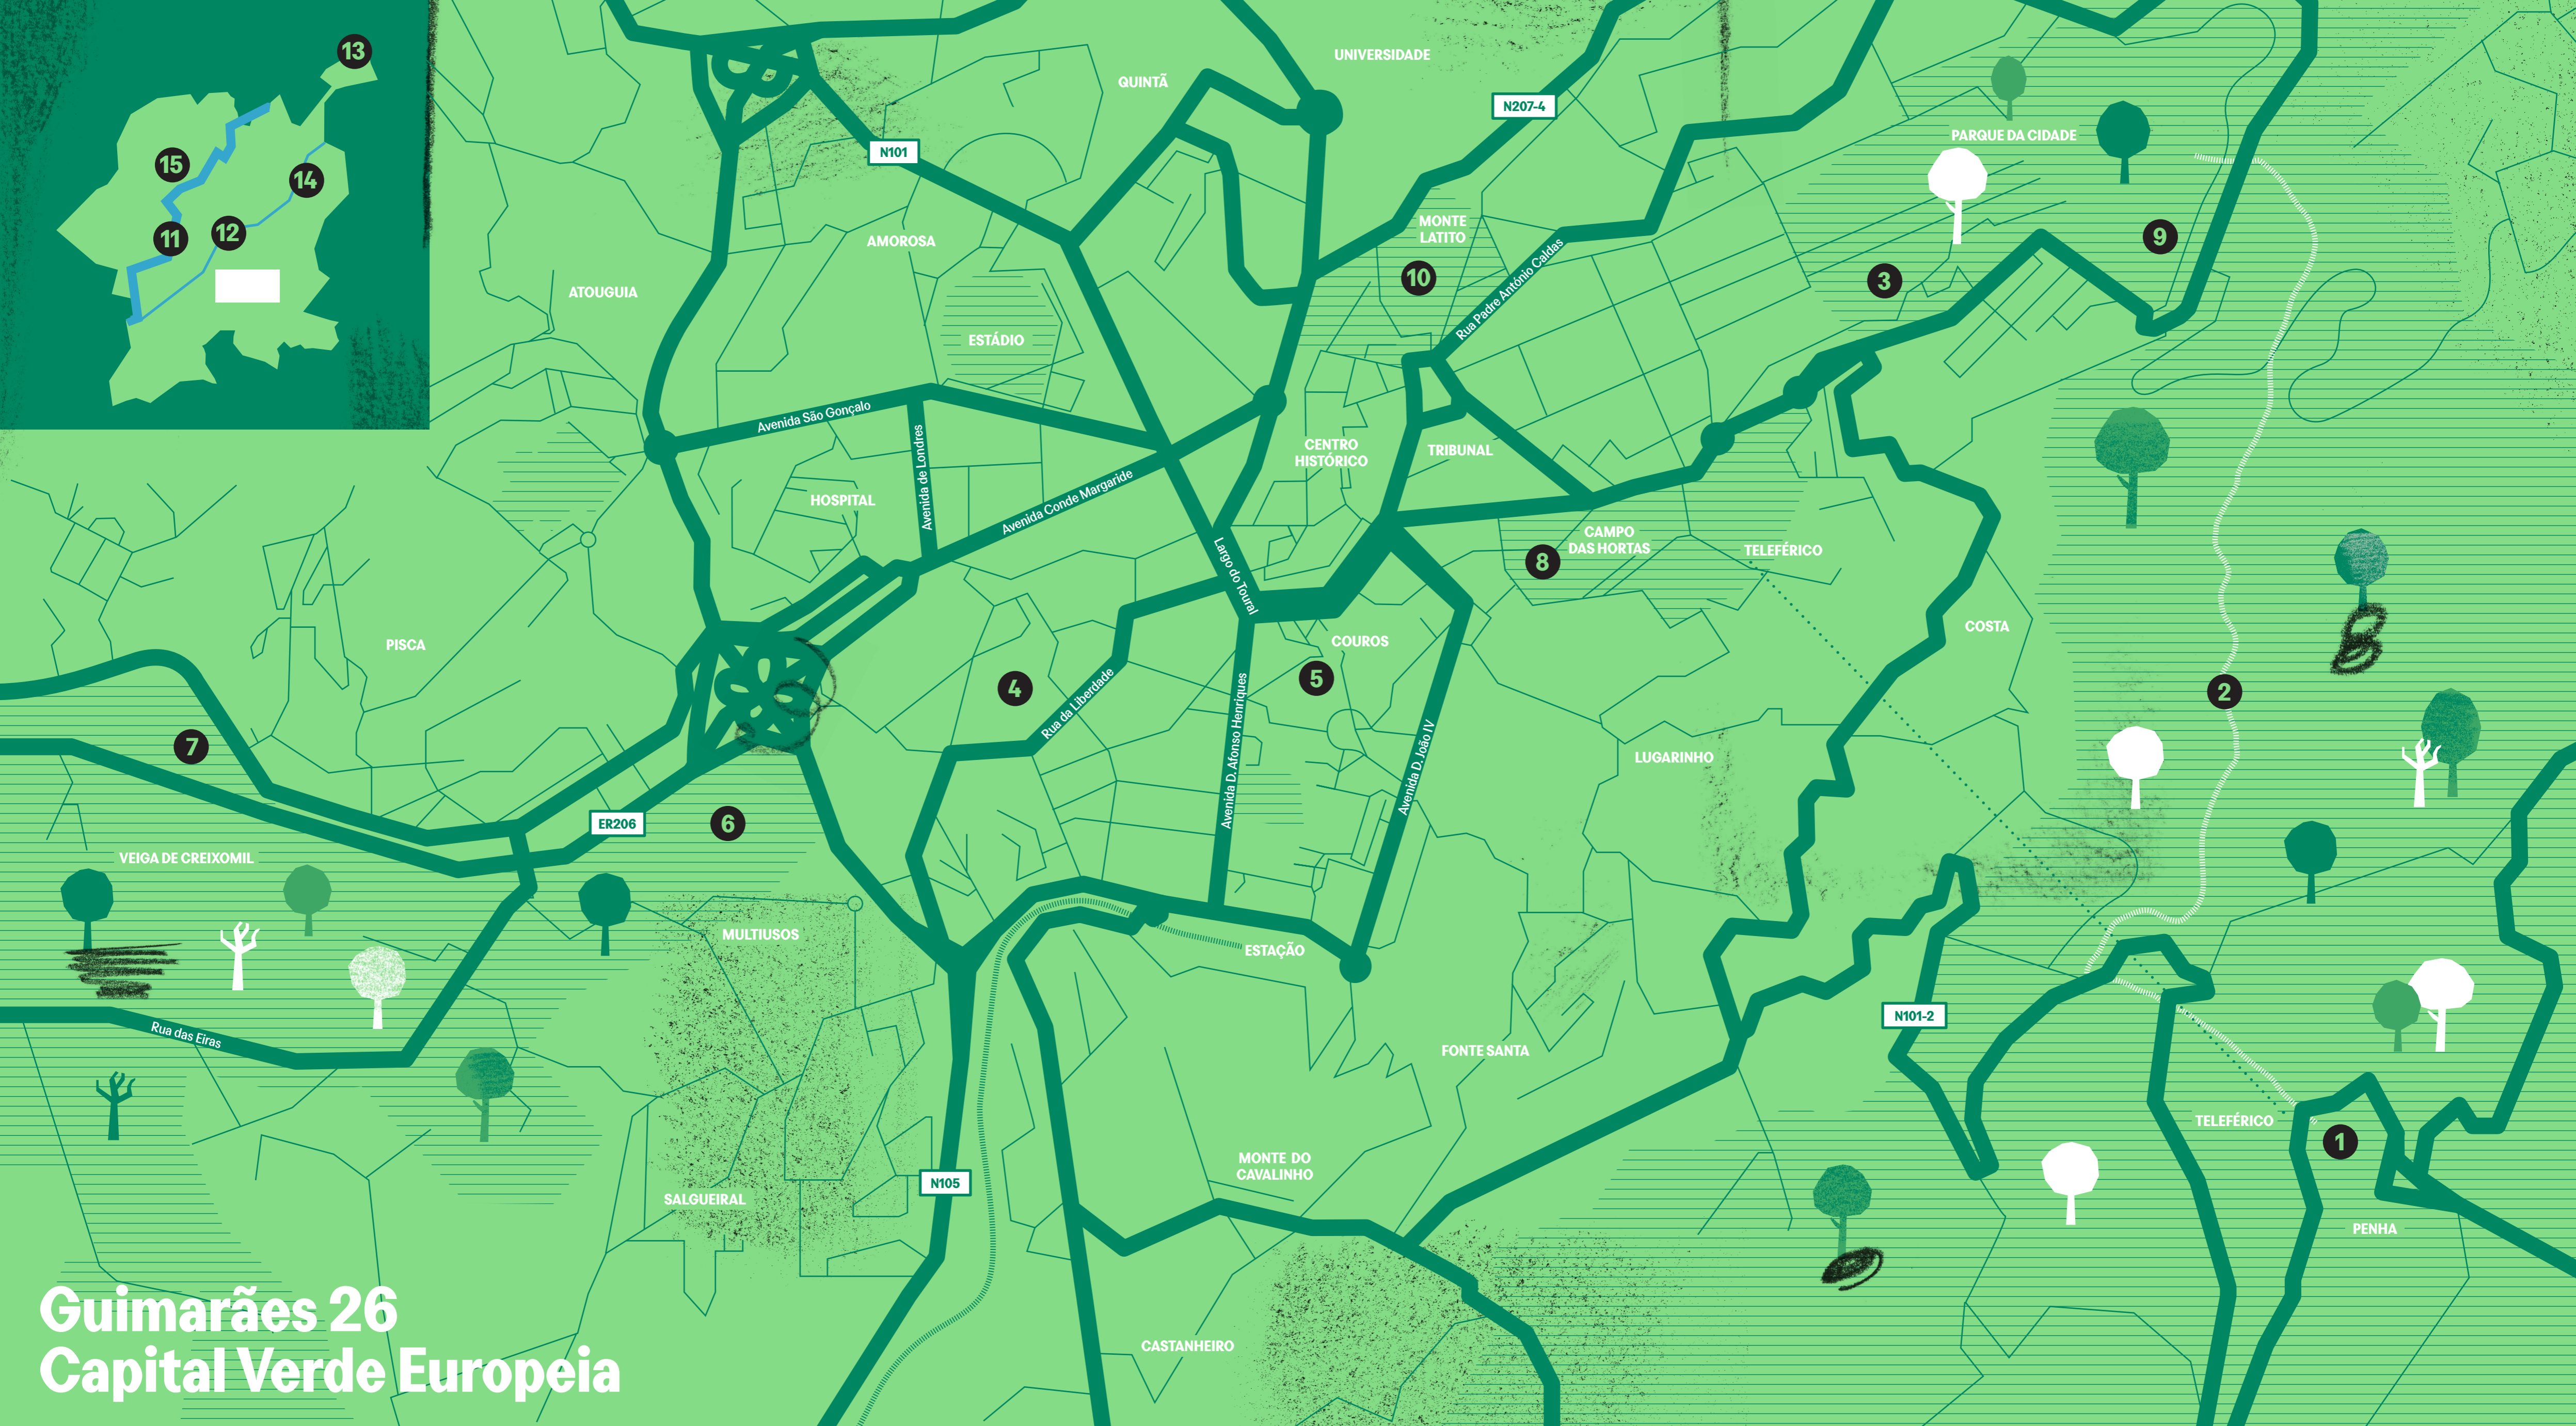 13
15
14
11
12
UNIVERSIDADE
QUINTÃ
N207-4
N101
PARQUE DA CIDADE
MONTE
LATITO
AMOROSA
9
10
3
Rua Padre António Caldas
ATOUGUIA
ESTÁDIO
Avenida São Gonçalo
Avenida de Londres
CENTRO
HISTÓRICO
TRIBUNAL
HOSPITAL
Avenida Conde Margaride
CAMPO
DAS HORTAS
8
TELEFÉRICO
Largo do Toural
COSTA
PISCA
COUROS
4
5
2
Rua da Liberdade
Avenida D. Afonso Henriques
Avenida D. João IV
7
LUGARINHO
ER206
6
VEIGA DE CREIXOMIL
MULTIUSOS
ESTAÇÃO
N101-2
Rua das Eiras
FONTE SANTA
TELEFÉRICO
1
MONTE DO
CAVALINHO
N105
SALGUEIRAL
PENHA
Guimarães 26
Capital Verde Europeia
CASTANHEIRO